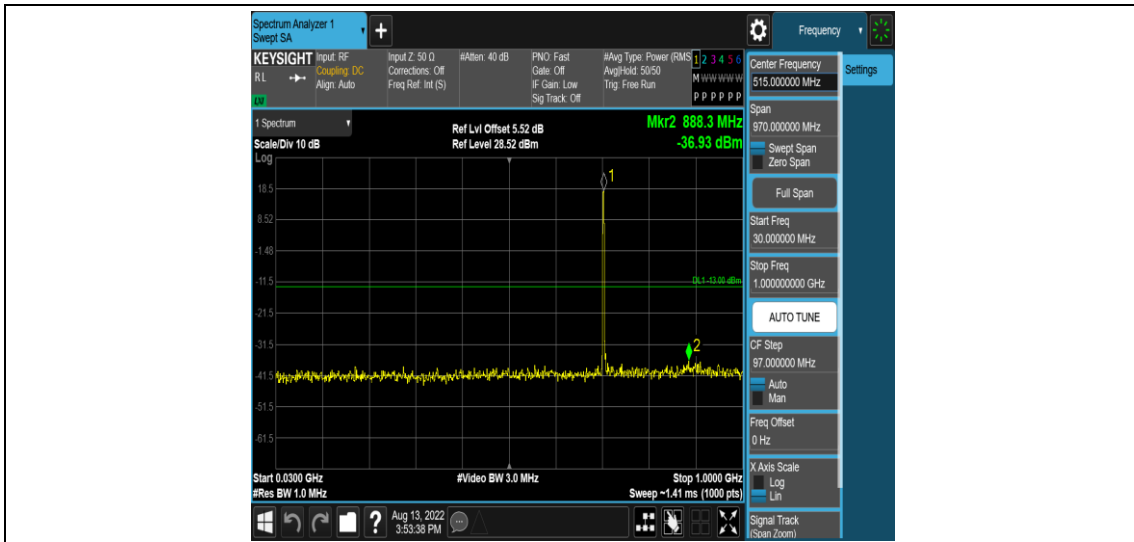 Spectrum Analyzer 1
Swept SA
+
Frequency
KEYSIGHT
RL
Input: RF
Coupling: DC
Align: Auto
Input Z: 50 Ω
Corrections: Off
Freq Ref: Int (S)
#Atten: 40 dB
PNO: Fast
Gate: Off
IF Gain: Low
Sig Track: Off
#Avg Type: Power (RMS
Avg|Hold: 50/50
Trig: Free Run
1 2 3 4 5 6
M W W W W W
P P P P P P
LXI
1 Spectrum
Scale/Div 10 dB
Ref Lvl Offset 5.52 dB
Ref Level 28.52 dBm
Mkr2 888.3 MHz
-36.93 dBm
Log
1
18.5
8.52
-1.48
-11.5
DL1 -13.00 dBm
-21.5
-31.5
2
-41.5
-51.5
-61.5
Start 0.0300 GHz
#Res BW 1.0 MHz
#Video BW 3.0 MHz
Stop 1.0000 GHz
Sweep ~1.41 ms (1000 pts)
?
Aug 13, 2022
3:53:38 PM
Center Frequency
515.000000 MHz
Settings
Span
970.000000 MHz
Swept Span
Zero Span
Full Span
Start Freq
30.000000 MHz
Stop Freq
1.000000000 GHz
AUTO TUNE
CF Step
97.000000 MHz
Auto
Man
Freq Offset
0 Hz
X Axis Scale
Log
Lin
Signal Track
(Span Zoom)